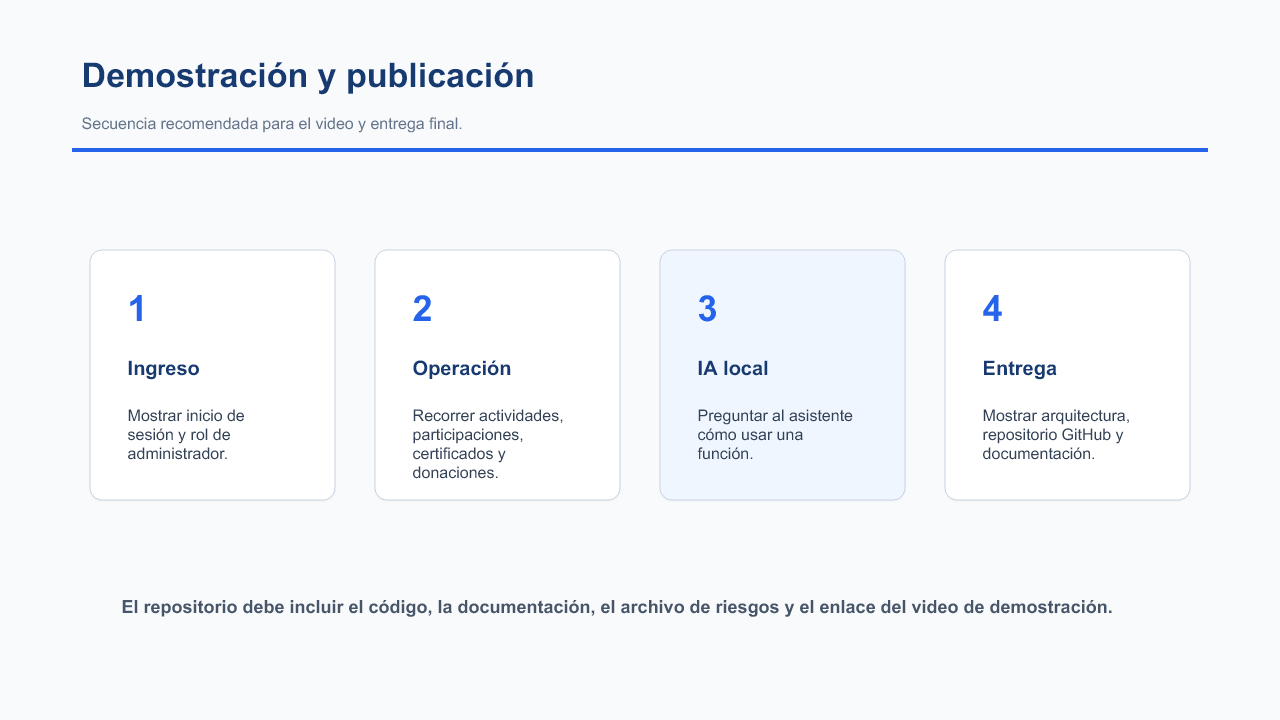 Demostración y publicación
Secuencia recomendada para el video y entrega final.
1
Ingreso
Mostrar inicio de
sesión y rol de
administrador.
2
Operación
Recorrer actividades,
participaciones,
certificados y
donaciones.
3
IA local
Preguntar al asistente
cómo usar una
función.
4
Entrega
Mostrar arquitectura,
repositorio GitHub y
documentación.
El repositorio debe incluir el código, la documentación, el archivo de riesgos y el enlace del video de demostración.